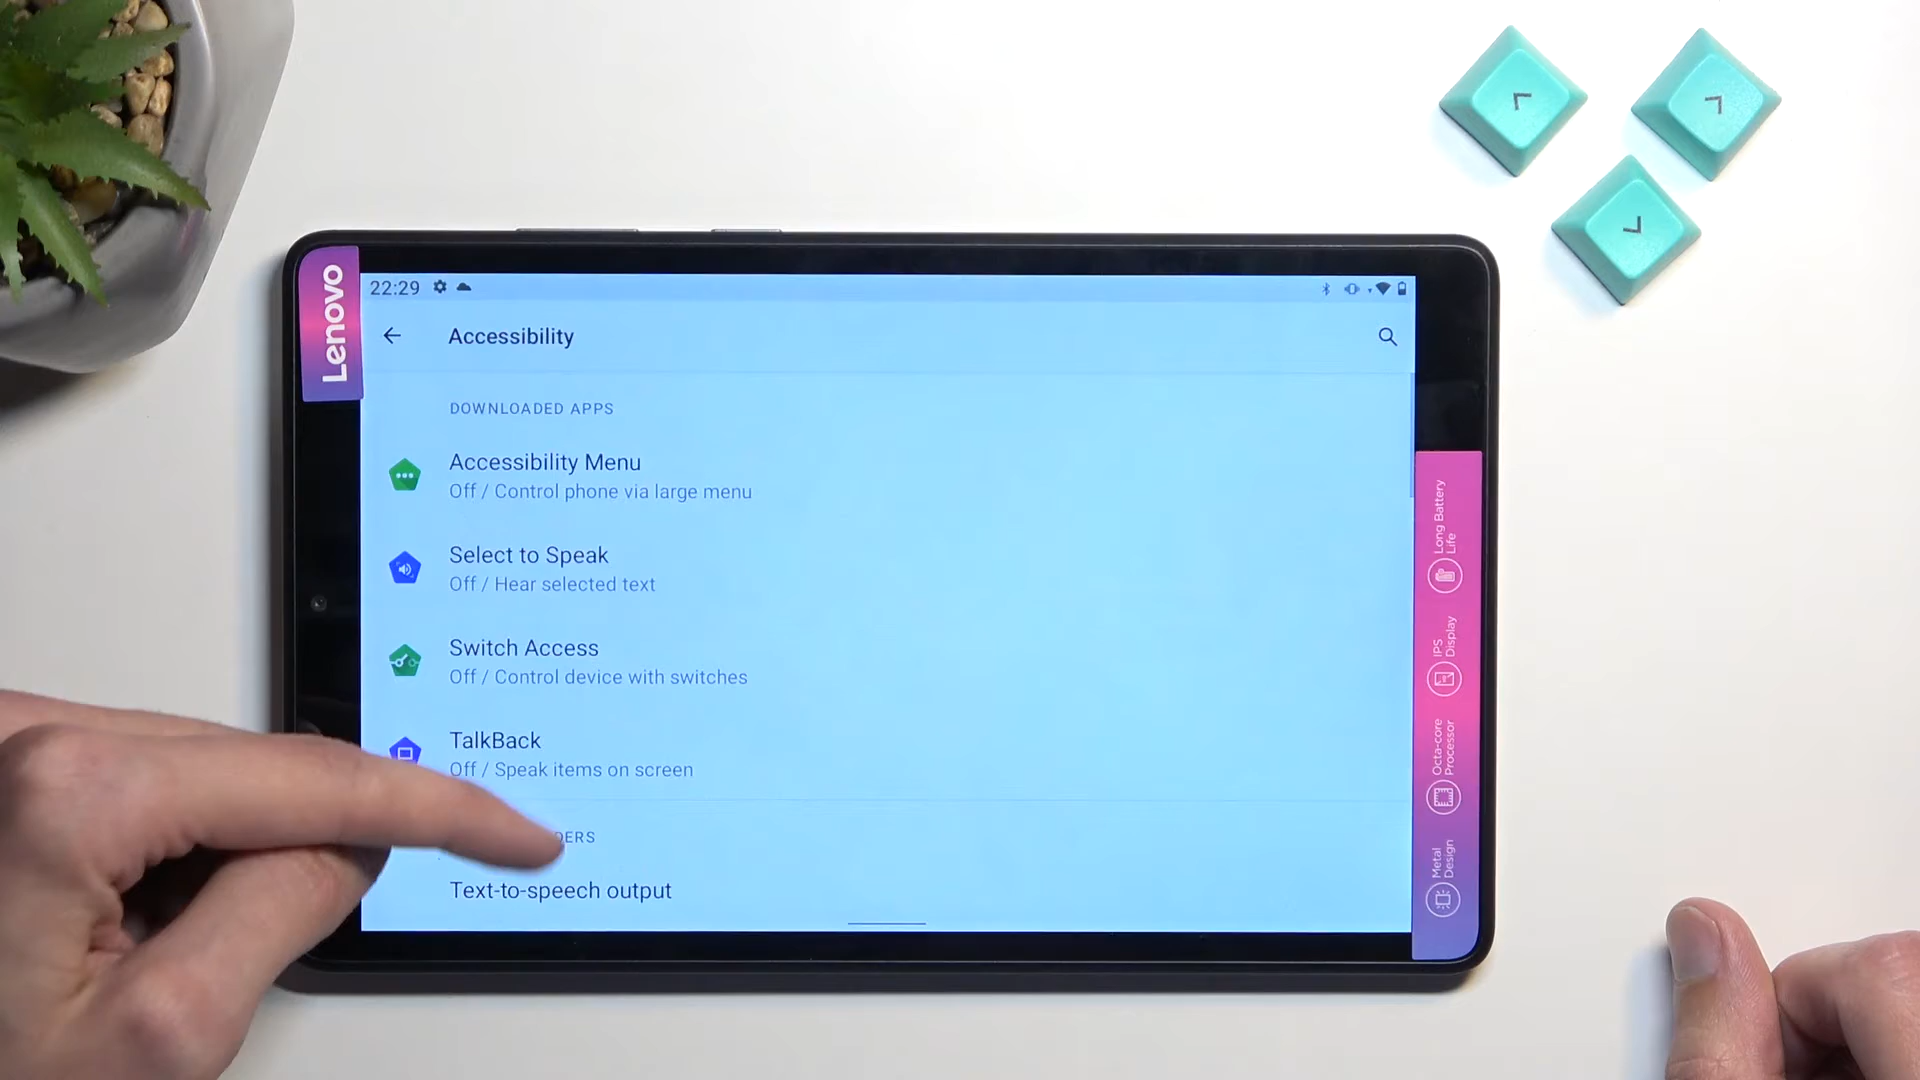 Lenovo
22:29
Accessibility
DOWNLOADED APPS
Accessibility Menu
Off / Control phone via large menu
Select to Speak
Off / Hear selected text
Switch Access
Off / Control device with switches
TalkBack
Off / Speak items on screen
DERS
Text-to-speech output
Long Battery
Life
IPS
Display
Octa-core
Processor
Metal
Design